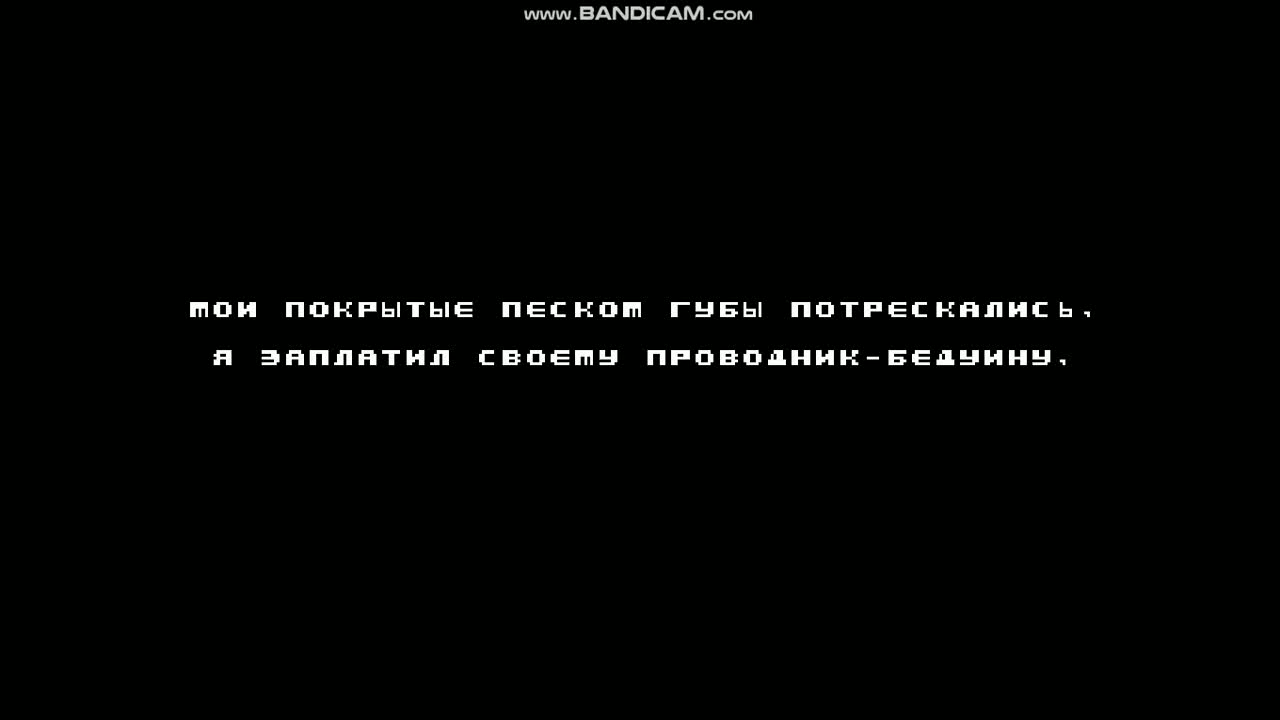 www.BANDICAM.com
МОИ ПОКРЫТЫЕ ПЕСКОМ ГУБЫ ПОТРЕСКАЛИСЬ,
Я ЗАПЛАТИЛ СВОЕМУ ПРОВОДНИК-БЕДУИНУ,